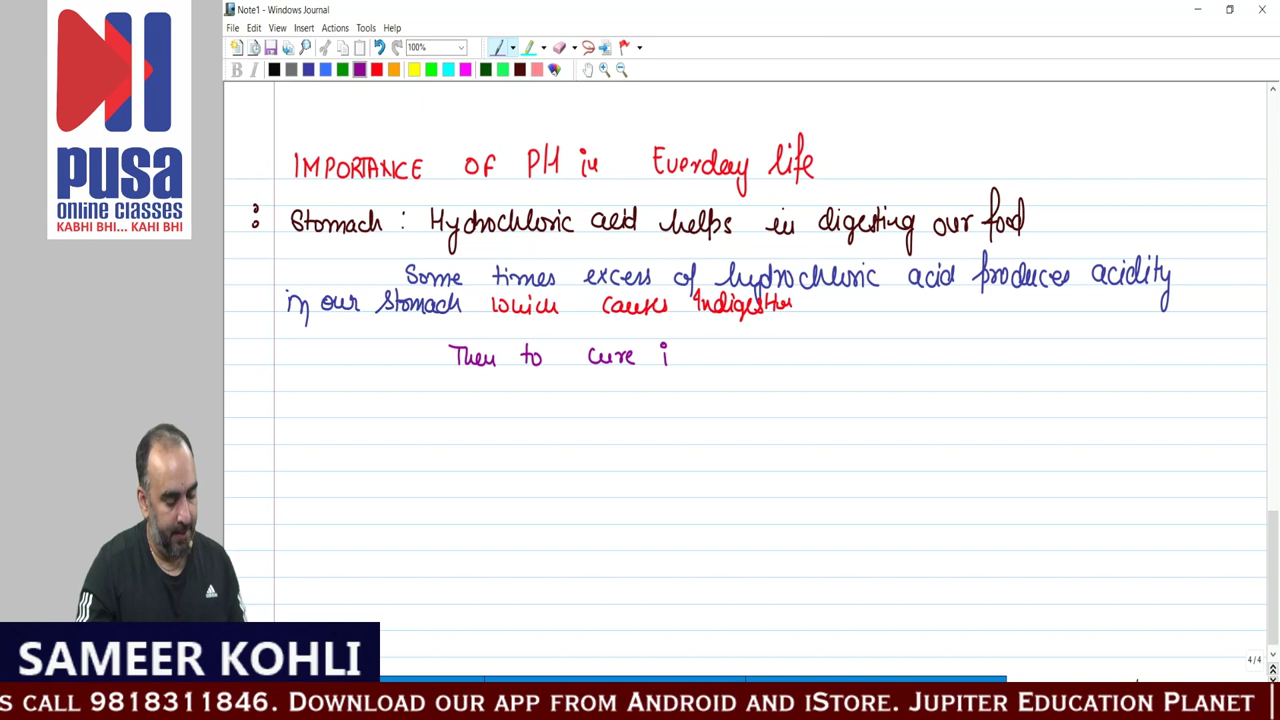 Note1 - Windows Journal
File Edit View Insert Actions Tools Help
100%
B I
PUSA
ONLINE CLASSES
KABHI BHI... KAHI BHI
IMPORTANCE OF PH in Everday life
: Stomach : Hydrochloric acid helps in digesting our food
Some times excess of hydrochloric acid produces acidity
in our stomach which causes Indigestion
Then to cure i
4/4
SAMEER KOHLI
S CALL 9818311846. DOWNLOAD OUR APP FROM ANDROID AND iSTORE. JUPITER EDUCATION PLANET